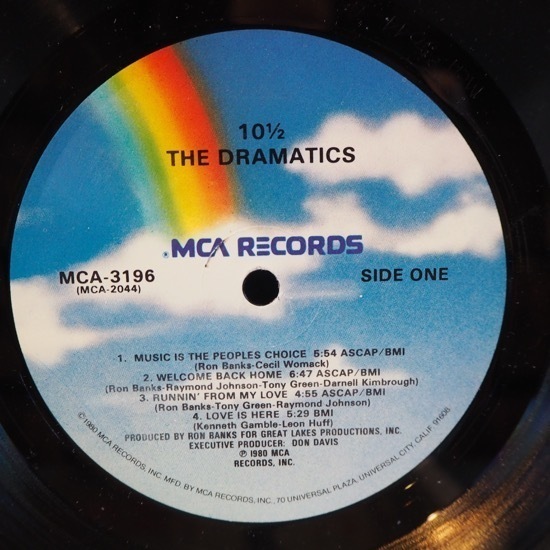 10½
THE DRAMATICS
MCA RECORDS
MCA-3196
(MCA-2044)
SIDE ONE
1. MUSIC IS THE PEOPLES CHOICE 5:54 ASCAP/BMI
(Ron Banks-Cecil Womack)
2. WELCOME BACK HOME 6:47 ASCAP/BMI
(Ron Banks-Raymond Johnson-Tony Green-Darnell Kimbrough)
3. RUNNIN' FROM MY LOVE 4:55 ASCAP/BMI
(Ron Banks-Tony Green-Raymond Johnson)
4. LOVE IS HERE 5:29 BMI
(Kenneth Gamble-Leon Huff)
PRODUCED BY RON BANKS FOR GREAT LAKES PRODUCTIONS, INC.
EXECUTIVE PRODUCER: DON DAVIS
℗ 1980 MCA
RECORDS, INC.
©1980 MCA RECORDS, INC. MFD. BY MCA RECORDS, INC., 70 UNIVERSAL PLAZA, UNIVERSAL CITY, CALIF. 91608